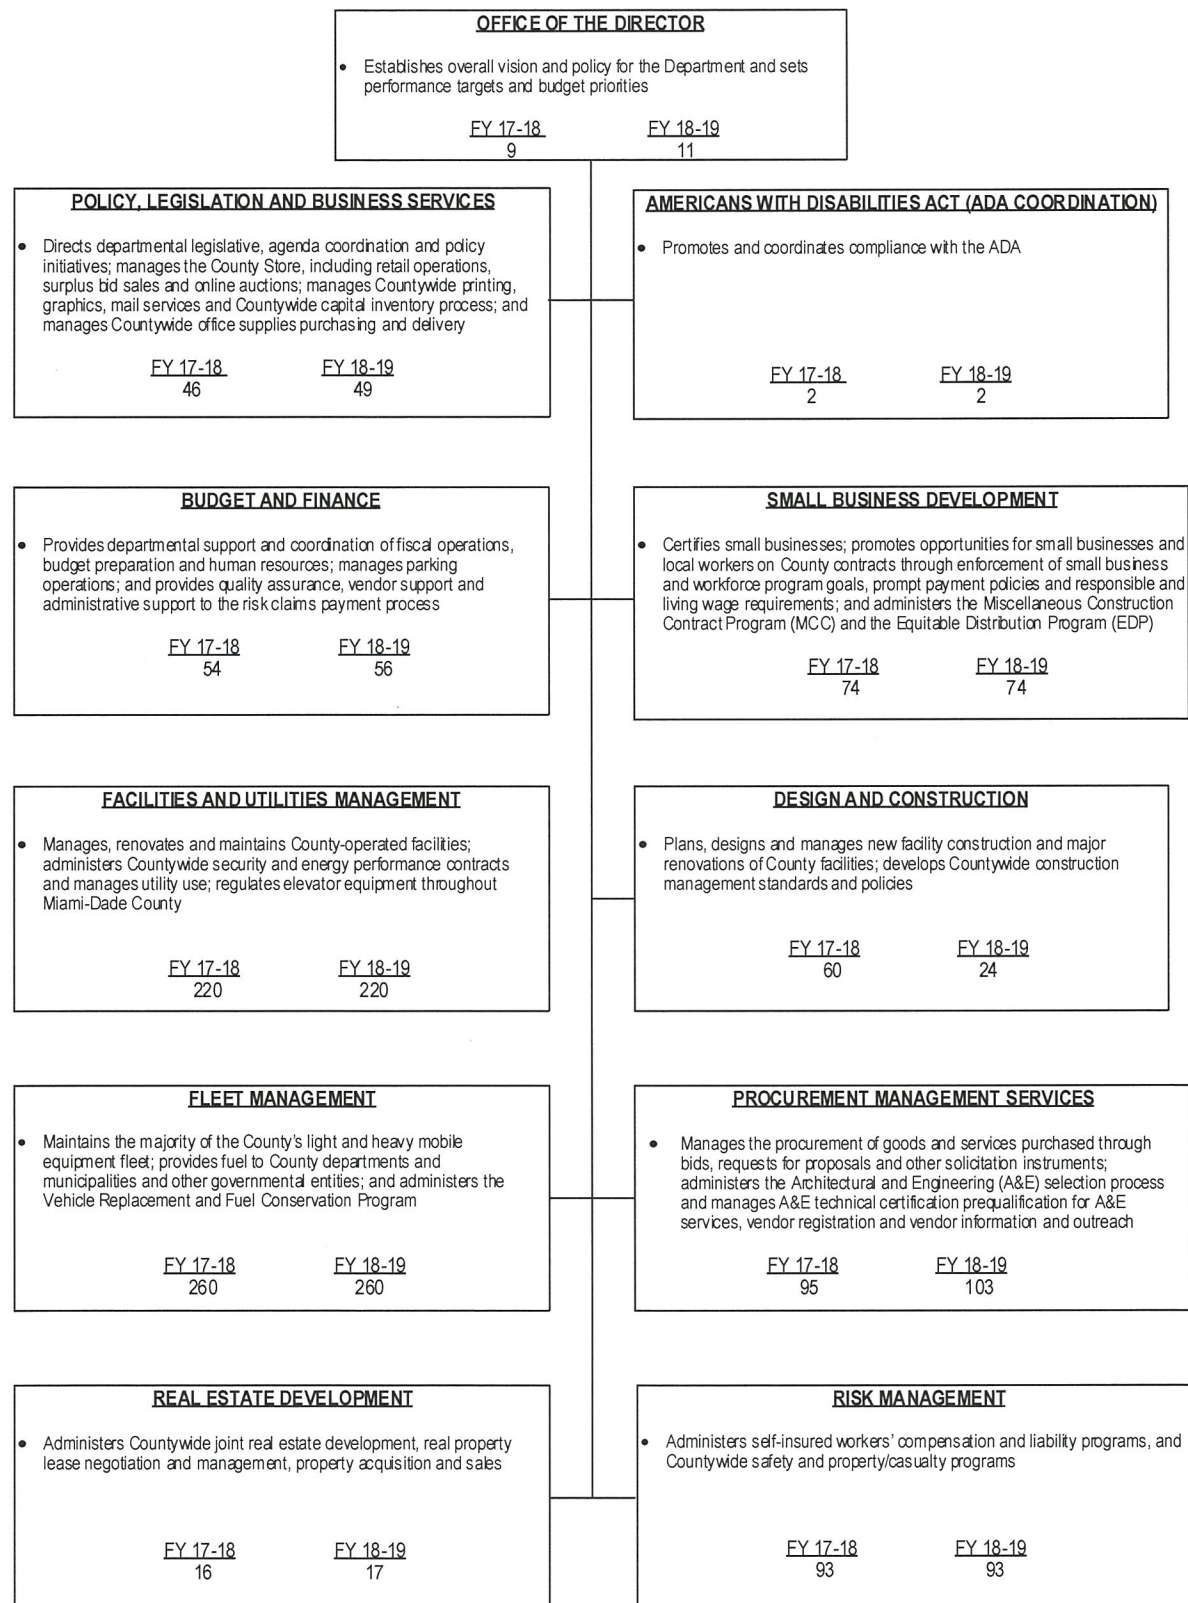 OFFICE OF THE DIRECTOR
• Establishes overall vision and policy for the Department and sets
performance targets and budget priorities
FY 17-18 FY 18-19
9 11
POLICY, LEGISLATION AND BUSINESS SERVICES
• Directs departmental legislative, agenda coordination and policy
initiatives; manages the County Store, including retail operations,
surplus bid sales and online auctions; manages Countywide printing,
graphics, mail services and Countywide capital inventory process; and
manages Countywide office supplies purchasing and delivery
FY 17-18 FY 18-19
46 49
AMERICANS WITH DISABILITIES ACT (ADA COORDINATION)
• Promotes and coordinates compliance with the ADA
FY 17-18 FY 18-19
2 2
BUDGET AND FINANCE
• Provides departmental support and coordination of fiscal operations,
budget preparation and human resources; manages parking
operations; and provides quality assurance, vendor support and
administrative support to the risk claims payment process
FY 17-18 FY 18-19
54 56
SMALL BUSINESS DEVELOPMENT
• Certifies small businesses; promotes opportunities for small businesses and
local workers on County contracts through enforcement of small business
and workforce program goals, prompt payment policies and responsible and
living wage requirements; and administers the Miscellaneous Construction
Contract Program (MCC) and the Equitable Distribution Program (EDP)
FY 17-18 FY 18-19
74 74
FACILITIES AND UTILITIES MANAGEMENT
• Manages, renovates and maintains County-operated facilities;
administers Countywide security and energy performance contracts
and manages utility use; regulates elevator equipment throughout
Miami-Dade County
FY 17-18 FY 18-19
220 220
DESIGN AND CONSTRUCTION
• Plans, designs and manages new facility construction and major
renovations of County facilities; develops Countywide construction
management standards and policies
FY 17-18 FY 18-19
60 24
FLEET MANAGEMENT
• Maintains the majority of the County's light and heavy mobile
equipment fleet; provides fuel to County departments and
municipalities and other governmental entities; and administers the
Vehicle Replacement and Fuel Conservation Program
FY 17-18 FY 18-19
260 260
PROCUREMENT MANAGEMENT SERVICES
• Manages the procurement of goods and services purchased through
bids, requests for proposals and other solicitation instruments;
administers the Architectural and Engineering (A&E) selection process
and manages A&E technical certification prequalification for A&E
services, vendor registration and vendor information and outreach
FY 17-18 FY 18-19
95 103
REAL ESTATE DEVELOPMENT
• Administers Countywide joint real estate development, real property
lease negotiation and management, property acquisition and sales
FY 17-18 FY 18-19
16 17
RISK MANAGEMENT
• Administers self-insured workers' compensation and liability programs, and
Countywide safety and property/casualty programs
FY 17-18 FY 18-19
93 93